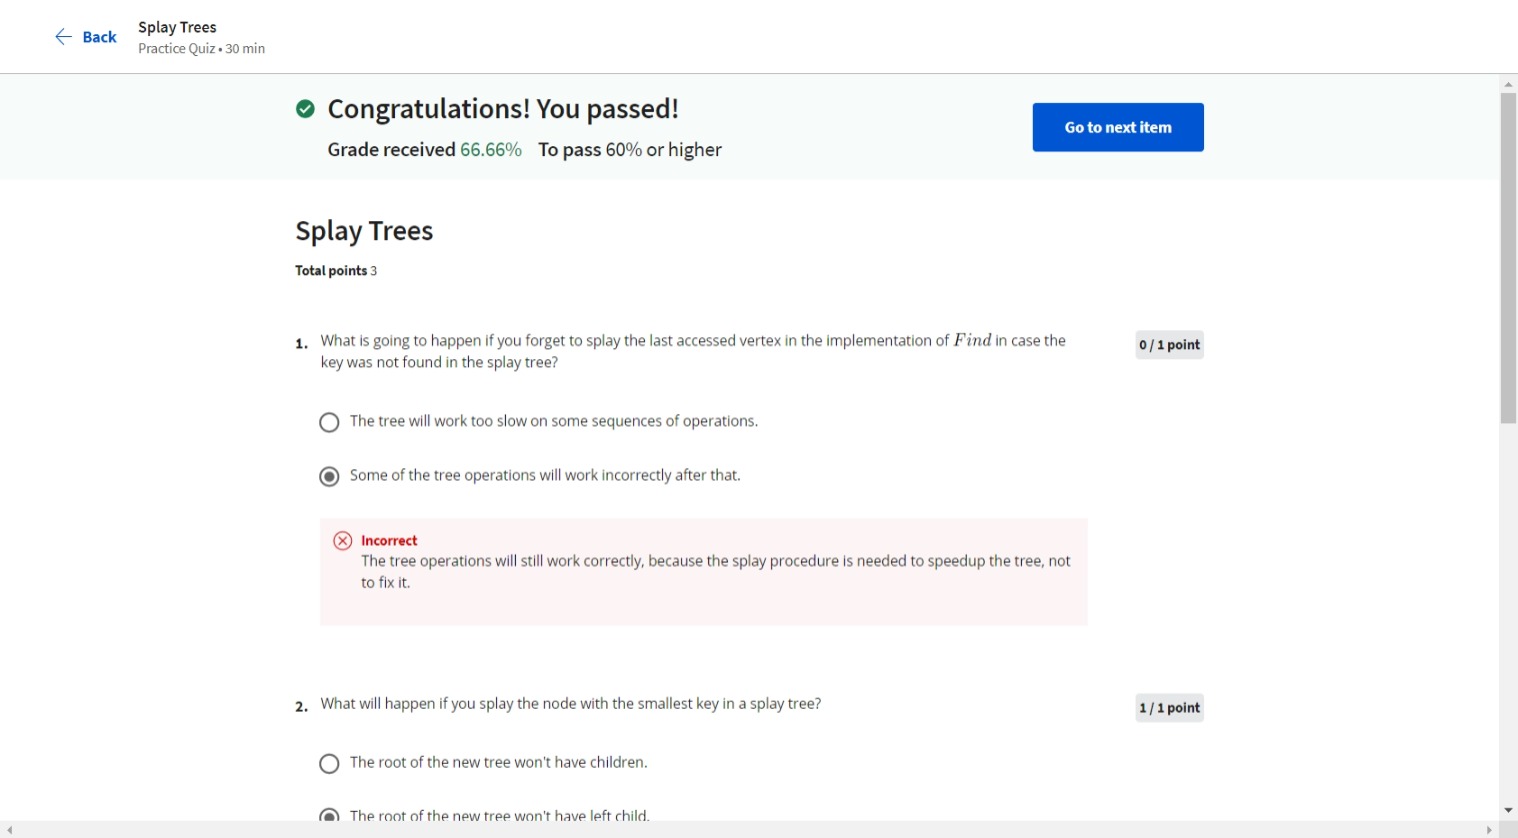 Back
Splay Trees
Practice Quiz • 30 min
Congratulations! You passed!
Grade received 66.66% To pass 60% or higher
Go to next item
Splay Trees
Total points 3
1. What is going to happen if you forget to splay the last accessed vertex in the implementation of Find in case the
key was not found in the splay tree?
0 / 1 point
The tree will work too slow on some sequences of operations.
Some of the tree operations will work incorrectly after that.
Incorrect
The tree operations will still work correctly, because the splay procedure is needed to speedup the tree, not
to fix it.
2. What will happen if you splay the node with the smallest key in a splay tree?
1 / 1 point
The root of the new tree won't have children.
The root of the new tree won't have left child.